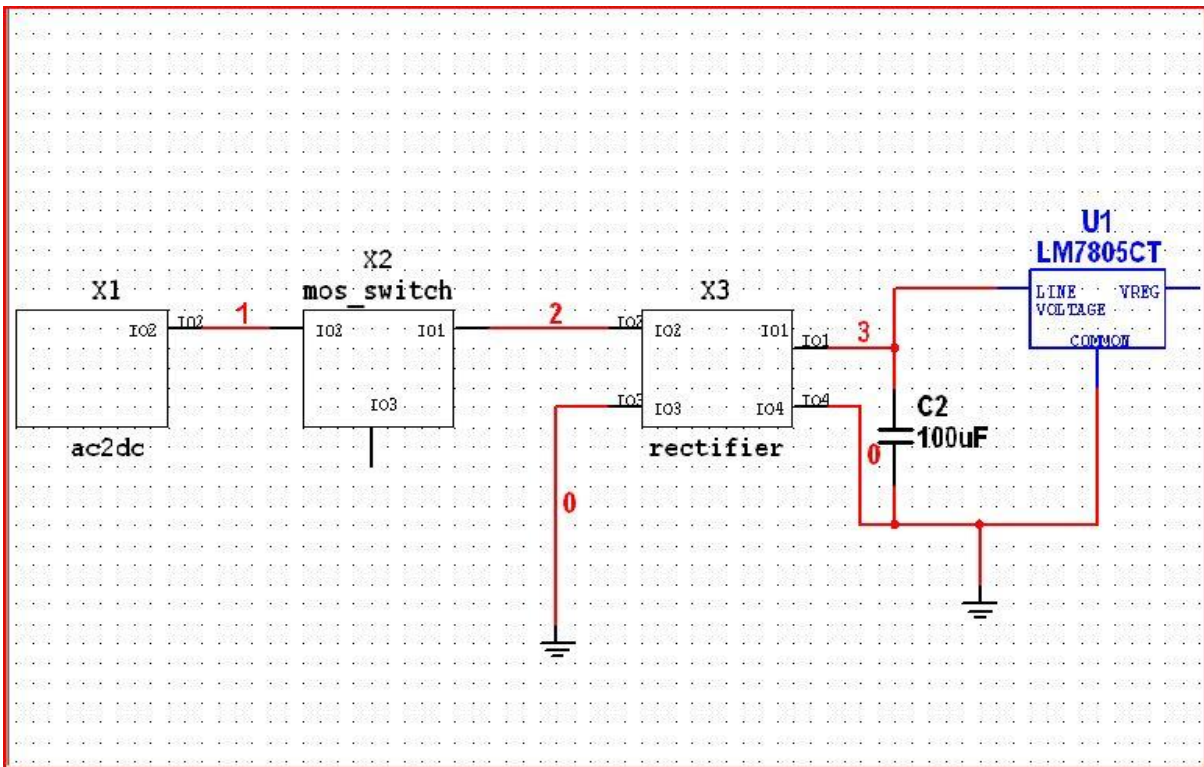 U1
LM7805CT
LINE VREG
VOLTAGE
COMMON
X1
IO2
IO2
ac2dc
1
X2
mos_switch
IO2 IO1
IO3
2
X3
IO2
IO2 IO1
IO1
IO3
IO3 IO4
IO4
rectifier
3
C2
100uF
0
0